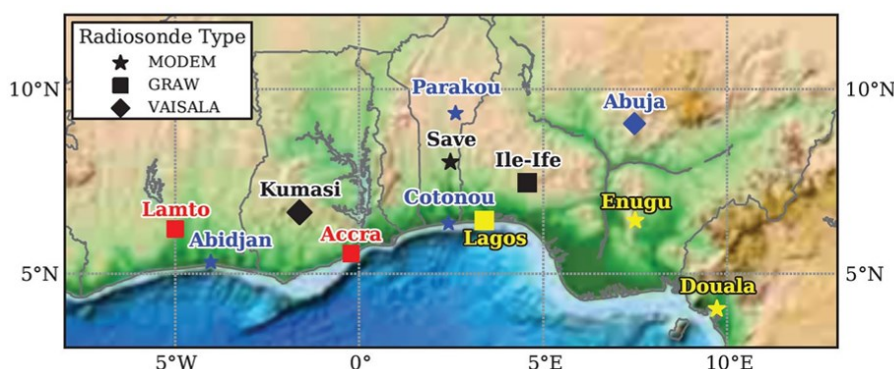 Radiosonde Type
MODEM
GRAW
VAISALA
10°N
10°N
Parakou
Abuja
Save
Ile-Ife
Kumasi
Cotonou
Enugu
Lamto
Abidjan
Accra
Lagos
5°N
5°N
Douala
5°W
0°
5°E
10°E